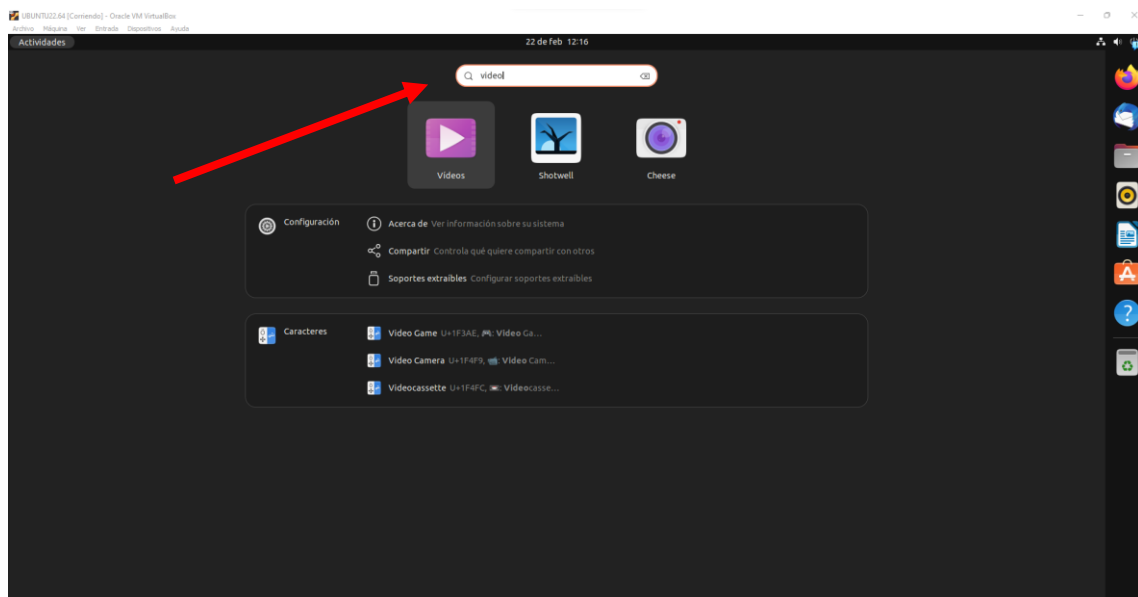 UBUNTU22.64 [Corriendo] - Oracle VM VirtualBox
Archivo Máquina Ver Entrada Dispositivos Ayuda
Actividades 22 de feb 12:16
video
Vídeos Shotwell Cheese
Configuración
Acerca de Ver información sobre su sistema
Compartir Controla qué quiere compartir con otros
Soportes extraíbles Configurar soportes extraíbles
Caracteres
Video Game U+1F3AE, 🎮: Video Ga...
Video Camera U+1F4F9, 📹: Video Cam...
Videocassette U+1F4FC, 📼: Videocasse...